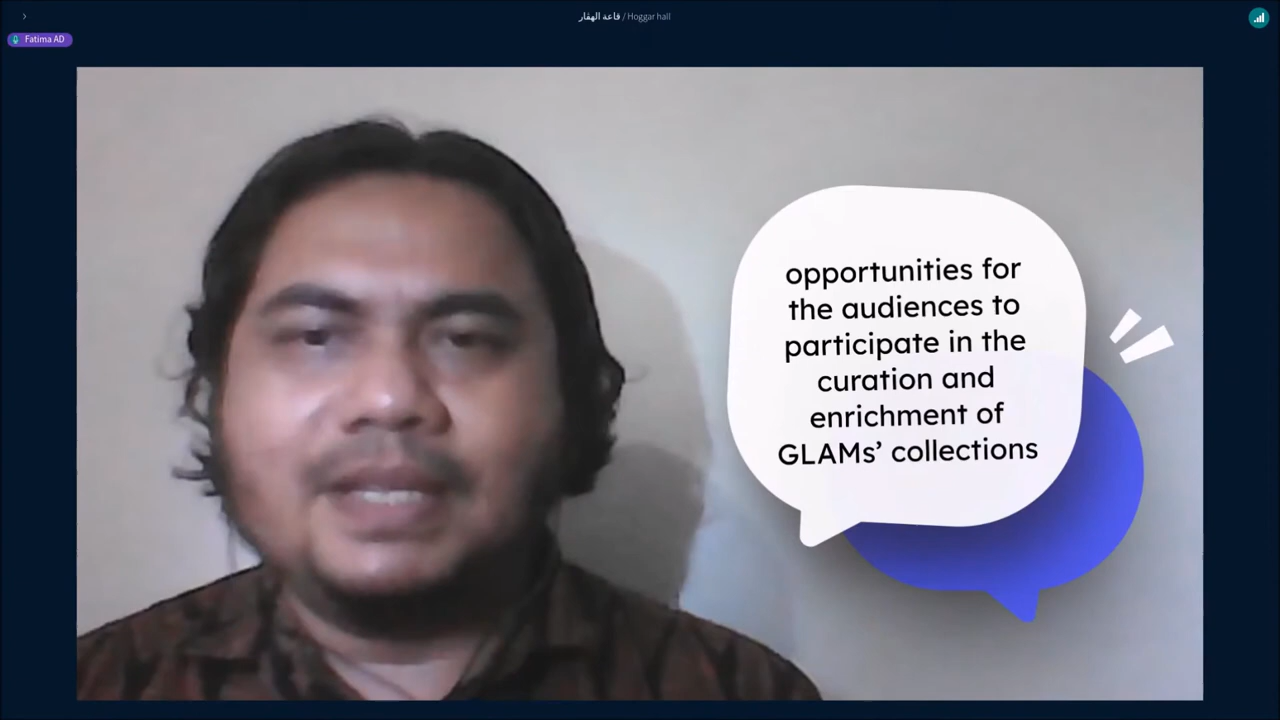 قاعة الهڨار / Hoggar hall
Fatima AD
opportunities for
the audiences to
participate in the
curation and
enrichment of
GLAMs’ collections